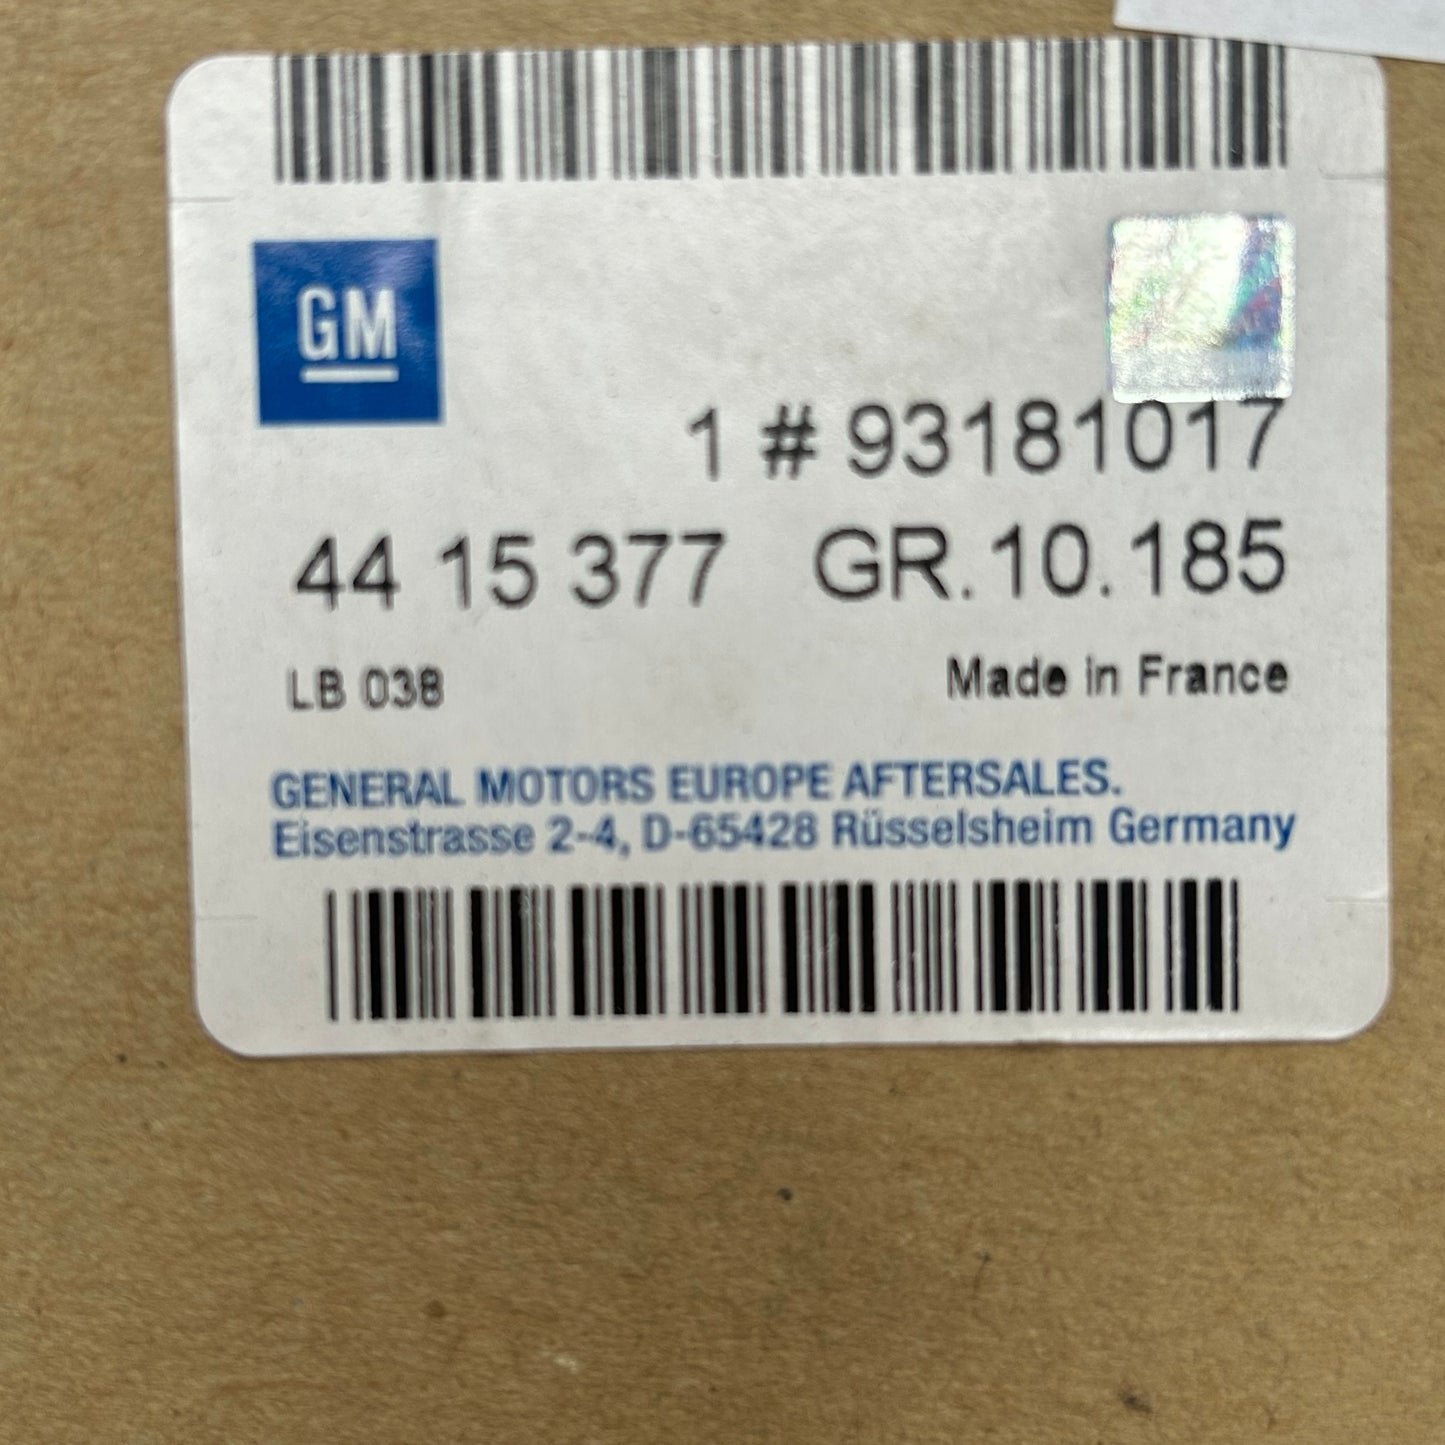 GM
1 # 93181017
44 15 377 GR.10.185
LB 038 Made in France
GENERAL MOTORS EUROPE AFTERSALES.
Eisenstrasse 2-4, D-65428 Rüsselsheim Germany